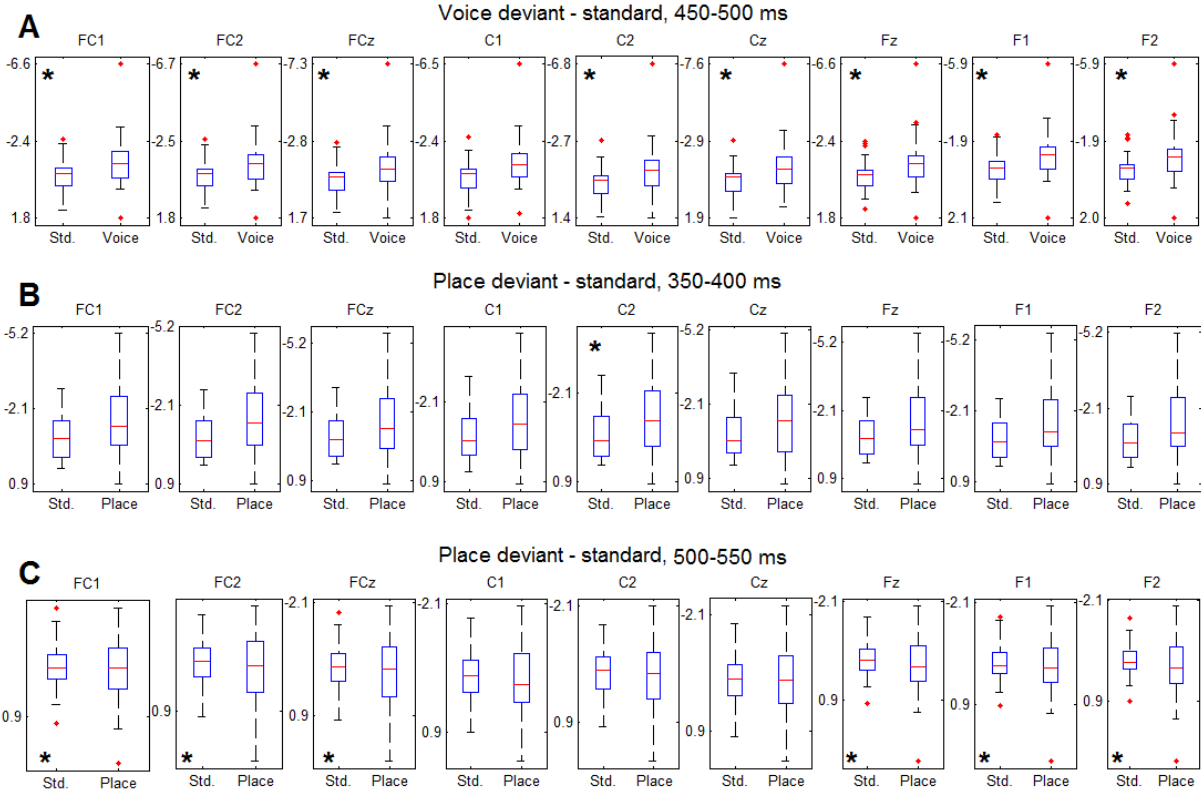 A
Voice deviant - standard, 450-500 ms
FC1 FC2 FCz C1 C2 Cz Fz F1 F2
-6.6 -6.7 -7.3 -6.5 -6.8 -7.6 -6.6 -5.9 -5.9
* * * * * * * *
-2.4 -2.5 -2.8 -2.4 -2.7 -2.9 -2.4 -1.9 -1.9
1.8 1.8 1.7 1.8 1.4 1.9 1.8 2.1 2.0
Std. Voice Std. Voice Std. Voice Std. Voice Std. Voice Std. Voice Std. Voice Std. Voice Std. Voice
B
Place deviant - standard, 350-400 ms
FC1 FC2 FCz C1 C2 Cz Fz F1 F2
-5.2 -5.2 -5.2 -5.2 -5.2 -5.2
*
-2.1 -2.1 -2.1 -2.1 -2.1 -2.1 -2.1 -2.1 -2.1
0.9 0.9 0.9 0.9 0.9 0.9 0.9 0.9 0.9
Std. Place Std. Place Std. Place Std. Place Std. Place Std. Place Std. Place Std. Place Std. Place
C
Place deviant - standard, 500-550 ms
FC1 FC2 FCz C1 C2 Cz Fz F1 F2
-2.1 -2.1 -2.1 -2.1 -2.1 -2.1
0.9 0.9 0.9 0.9 0.9 0.9 0.9 0.9
* * * * * *
Std. Place Std. Place Std. Place Std. Place Std. Place Std. Place Std. Place Std. Place Std. Place